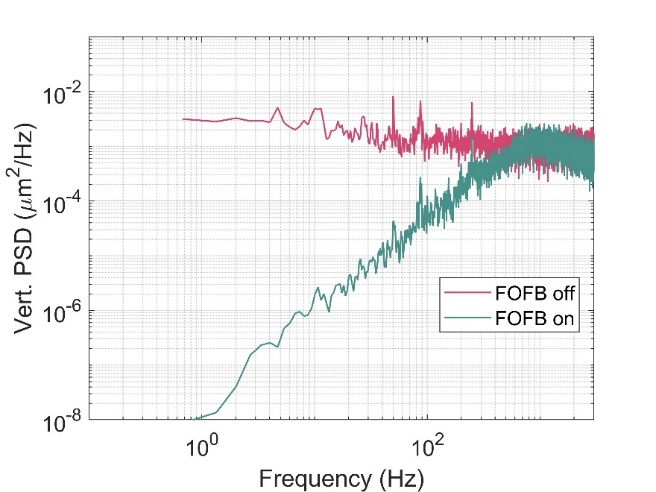 10^-2
10^-4
10^-6
10^-8
10^0
10^2
Vert. PSD (μm^2/Hz)
Frequency (Hz)
FOFB off
FOFB on